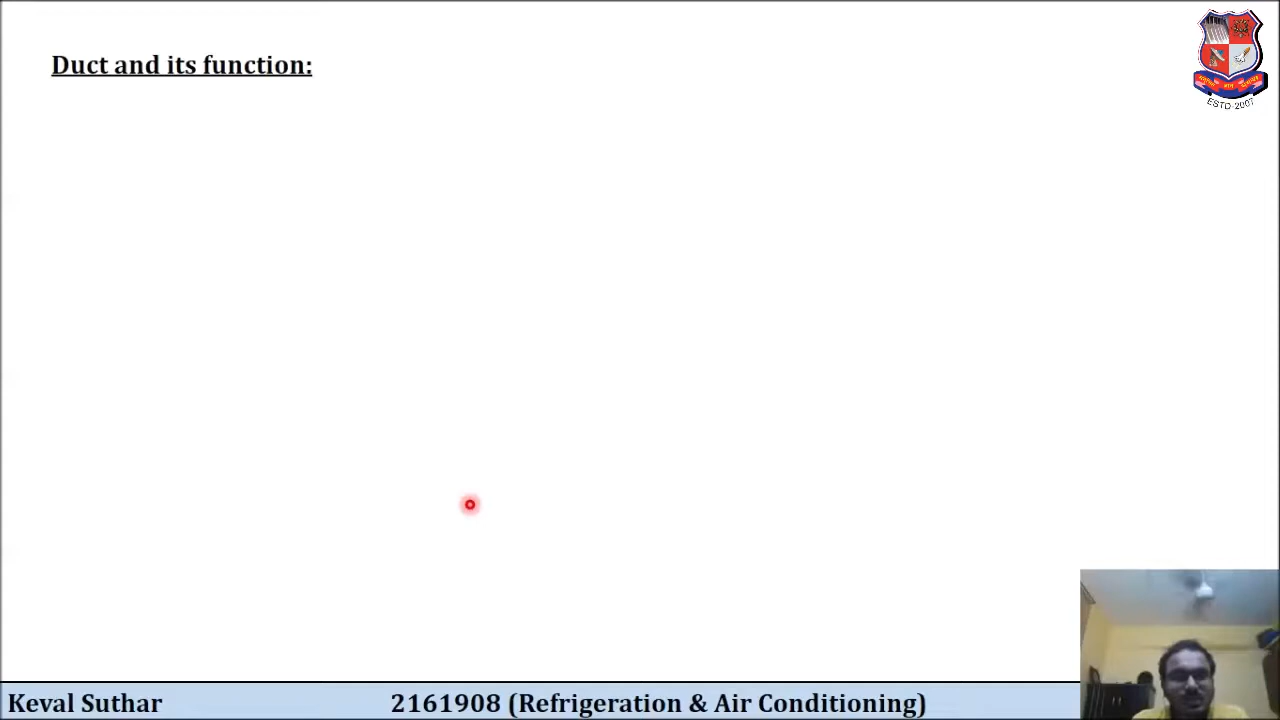 Duct and its function:
ESTD-2007
Keval Suthar
2161908 (Refrigeration & Air Conditioning)